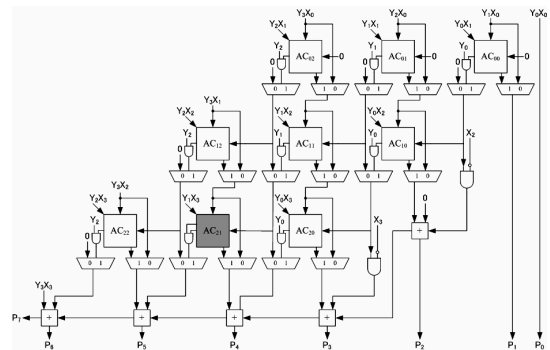 Y₃X₀ Y₂X₀ Y₁X₀ Y₀X₀
Y₂X₁ Y₁X₁ Y₀X₁
Y₂ AC₀₂ 0 Y₁ AC₀₁ Y₀ AC₀₀ 0
0 0 0
0 1 1 0 0 1 1 0 0 1 1 0
Y₃X₁
Y₂X₂ Y₁X₂ Y₀X₂
Y₂ AC₁₂ Y₁ AC₁₁ Y₀ AC₁₀ X₂
0
0 1 1 0 0 1 1 0 0 1 1 0
Y₃X₂
Y₂X₃ Y₁X₃ Y₀X₃
Y₂ AC₂₂ AC₂₁ Y₀ AC₂₀ X₃ 0
0 +
0 1 1 0 0 1 1 0 0 1 1 0
Y₃X₃
P₇ + + + +
P₆ P₅ P₄ P₃ P₂ P₁ P₀